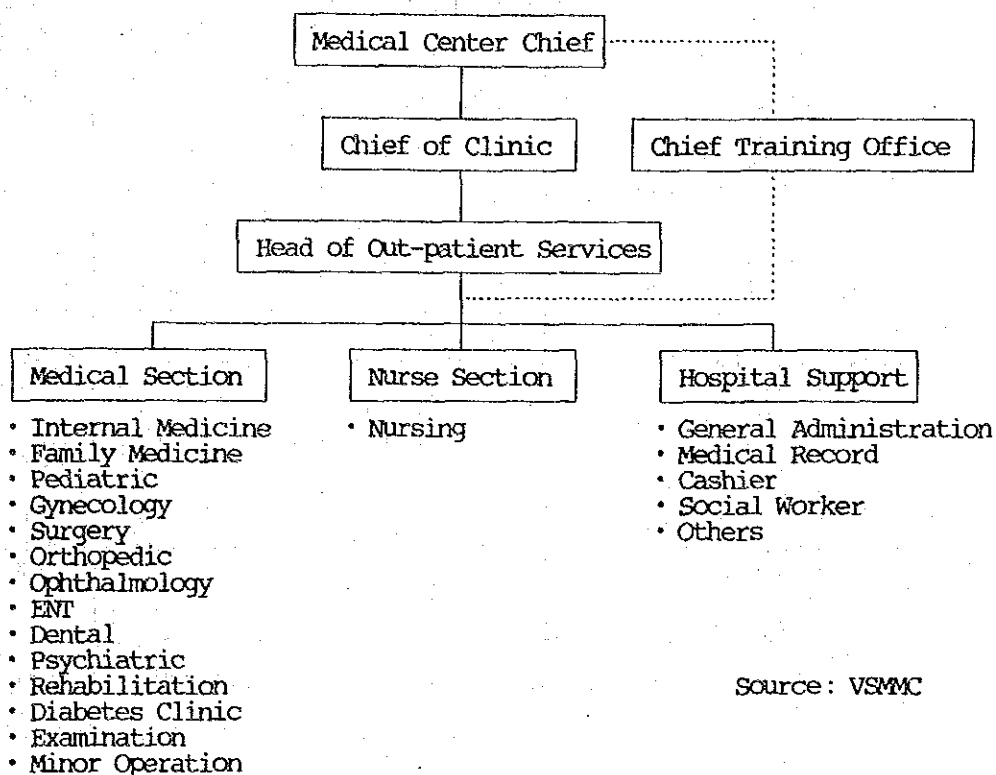 Medical Center Chief
Chief of Clinic
Chief Training Office
Head of Out-patient Services
Medical Section
Nurse Section
Hospital Support
• Internal Medicine
• Family Medicine
• Pediatric
• Gynecology
• Surgery
• Orthopedic
• Ophthalmology
• ENT
• Dental
• Psychiatric
• Rehabilitation
• Diabetes Clinic
• Examination
• Minor Operation
• Nursing
• General Administration
• Medical Record
• Cashier
• Social Worker
• Others
Source: VSMMC